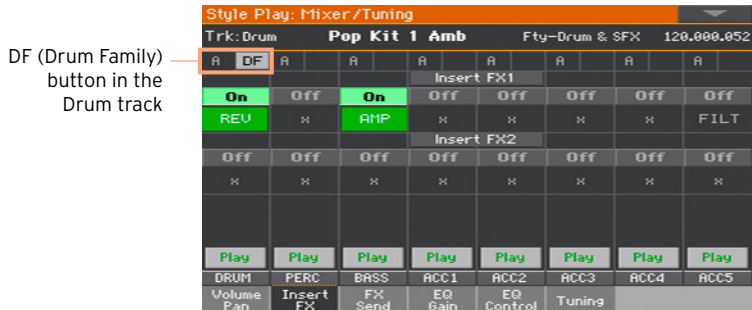 DF (Drum Family)
button in the
Drum track
Style Play: Mixer/Tuning
Trk:Drum Pop Kit 1 Amb Fty-Drum & SFX 120.000.052
A DF A A A A A A A
Insert FX1
On Off On Off Off Off Off Off
REV x AMP x x x x FILT
Insert FX2
Off Off Off Off Off Off Off Off
x x x x x x x x
Play Play Play Play Play Play Play Play
DRUM PERC BASS ACC1 ACC2 ACC3 ACC4 ACC5
Volume Insert FX EQ EQ Tuning
Pan FX Send Gain Control